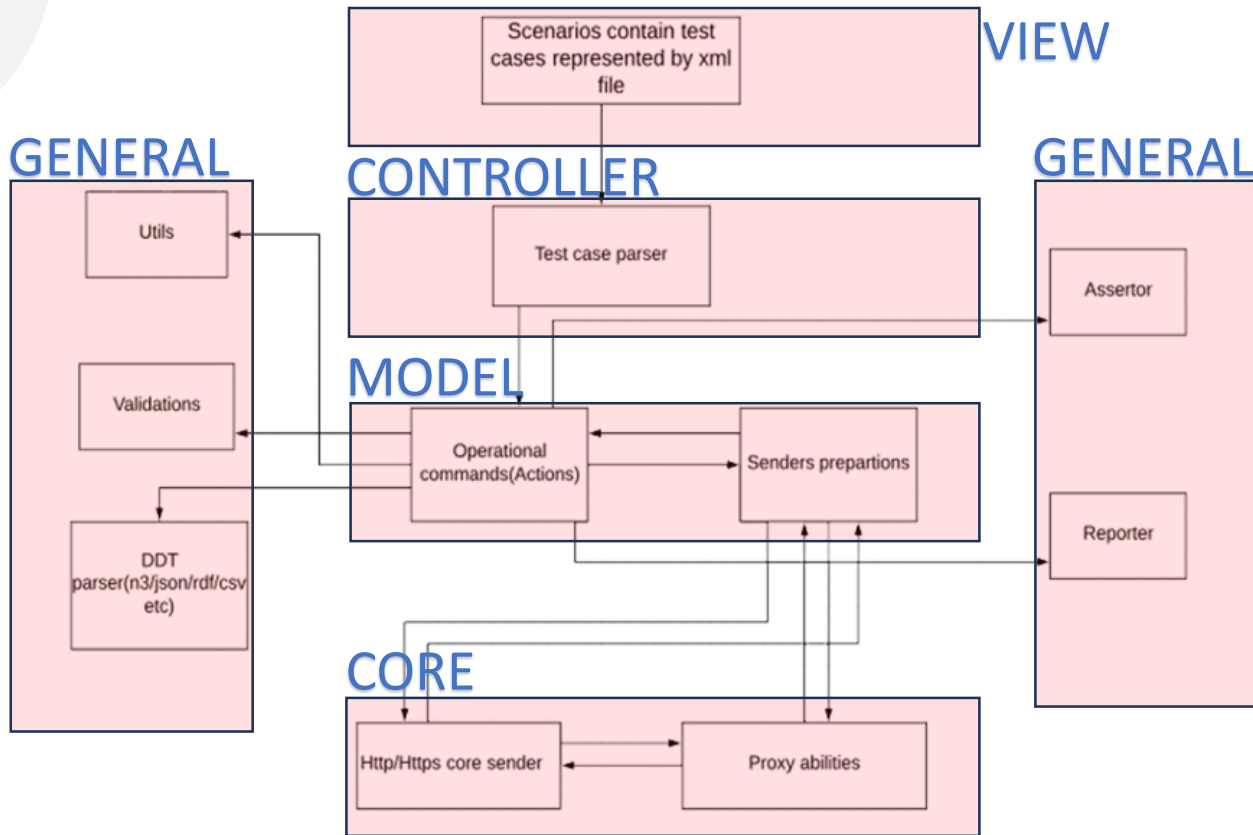 Scenarios contain test
cases represented by xml
file
VIEW
GENERAL
CONTROLLER
GENERAL
Utils
Test case parser
Assertor
MODEL
Validations
Operational
commands(Actions)
Senders prepartions
DDT
parser(n3/json/rdf/csv
etc)
Reporter
CORE
Http/Https core sender
Proxy abilities